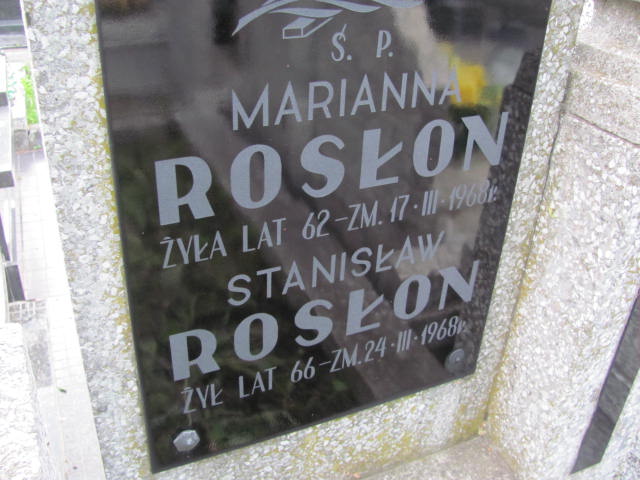 Ś. P.
MARIANNA
ROSŁON
ŻYŁA LAT 62 – ZM. 17 · III · 1968r.
STANISŁAW
ROSŁON
ŻYŁ LAT 66 – ZM. 24 · III · 1968r.